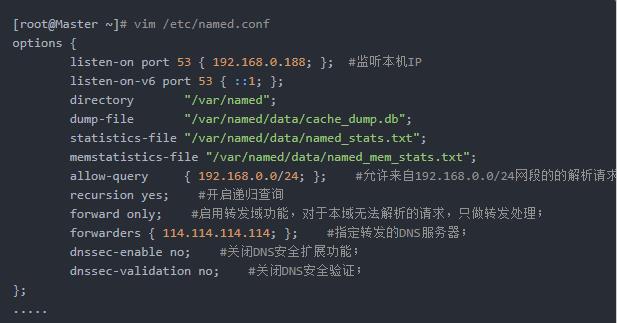 [root@Master ~]# vim /etc/named.conf
options {
listen-on port 53 { 192.168.0.188; }; #监听本机IP
listen-on-v6 port 53 { ::1; };
directory "/var/named";
dump-file "/var/named/data/cache_dump.db";
statistics-file "/var/named/data/named_stats.txt";
memstatistics-file "/var/named/data/named_mem_stats.txt";
allow-query { 192.168.0.0/24; }; #允许来自192.168.0.0/24网段的的解析请求
recursion yes; #开启递归查询
forward only; #启用转发域功能，对于本域无法解析的请求，只做转发处理；
forwarders { 114.114.114.114; }; #指定转发的DNS服务器；
dnssec-enable no; #关闭DNS安全扩展功能；
dnssec-validation no; #关闭DNS安全验证；
};
.....